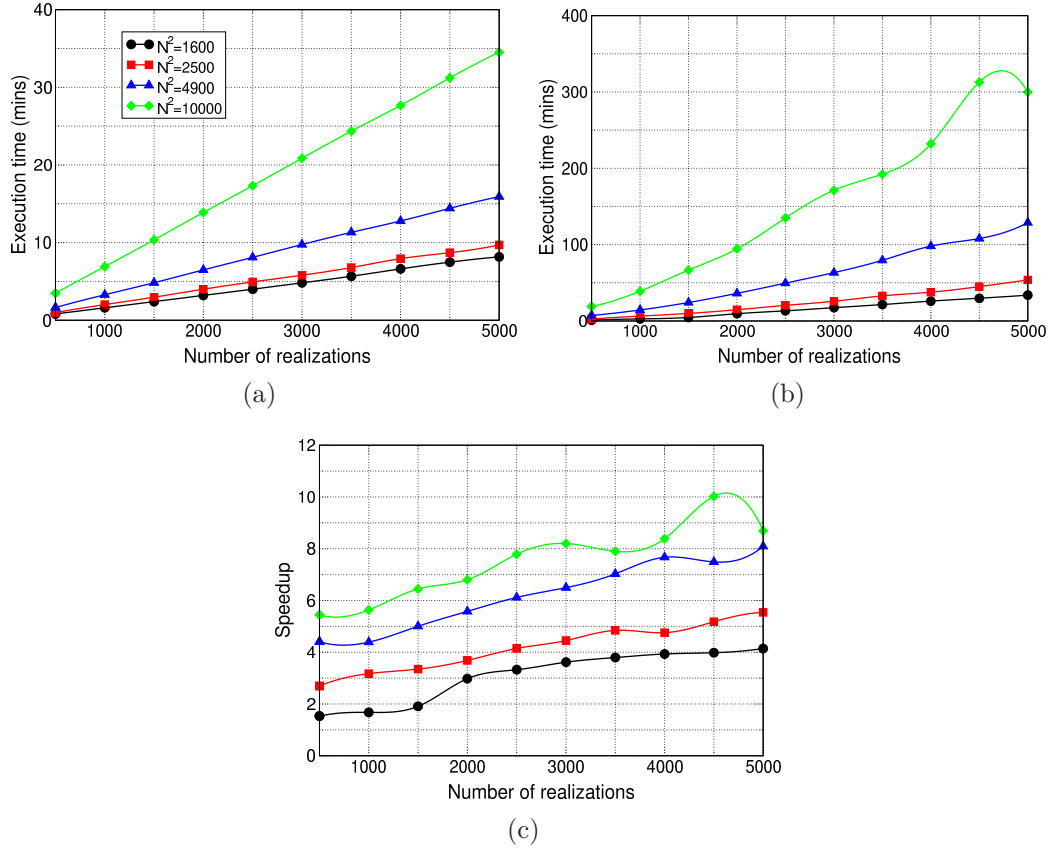 40
30
20
10
0
Execution time (mins)
N²=1600
N²=2500
N²=4900
N²=10000
1000 2000 3000 4000 5000
Number of realizations
(a)
400
300
200
100
0
Execution time (mins)
1000 2000 3000 4000 5000
Number of realizations
(b)
12
10
8
6
4
2
0
Speedup
1000 2000 3000 4000 5000
Number of realizations
(c)